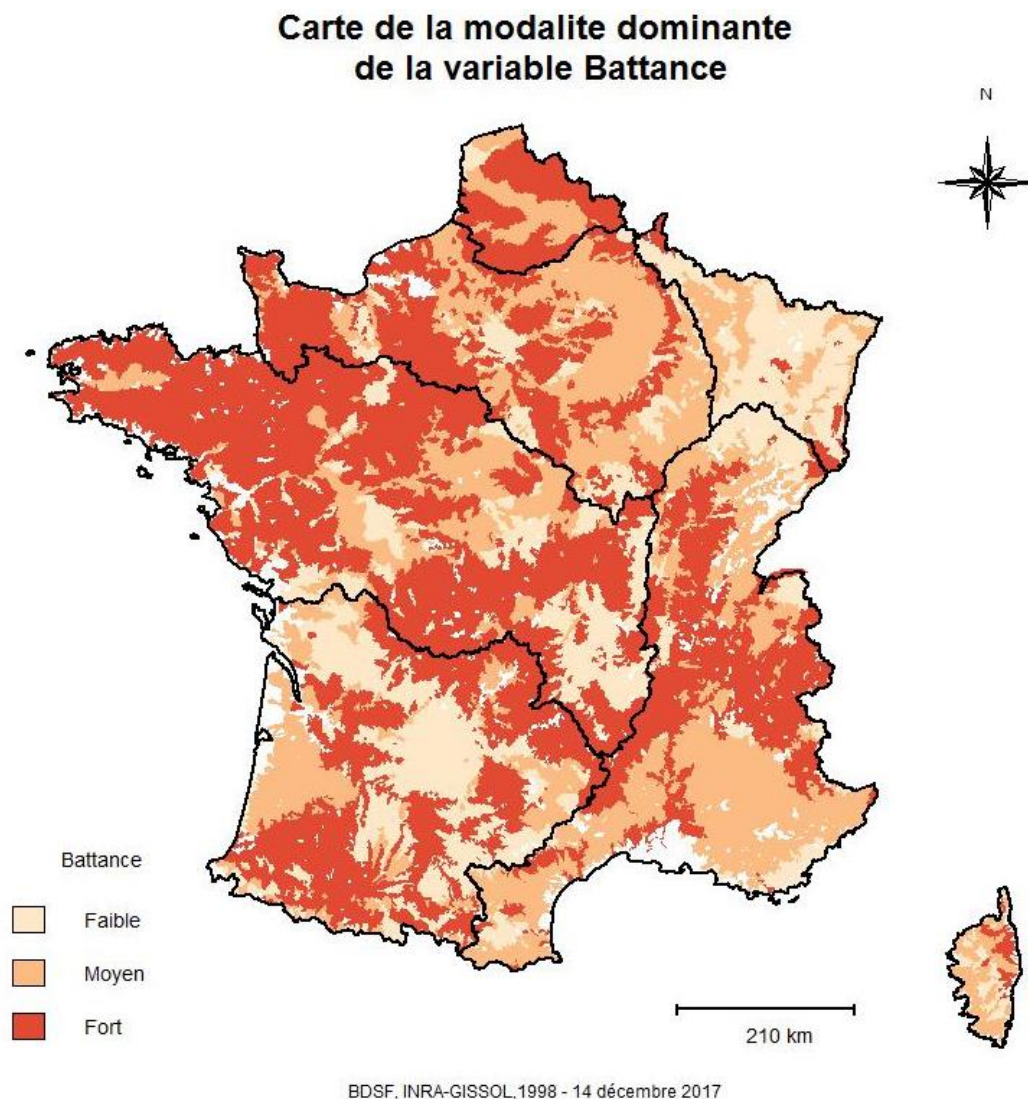 Carte de la modalite dominante
de la variable Battance
N
Battance
Faible
Moyen
Fort
210 km
BDSF, INRA-GISSOL,1998 - 14 décembre 2017